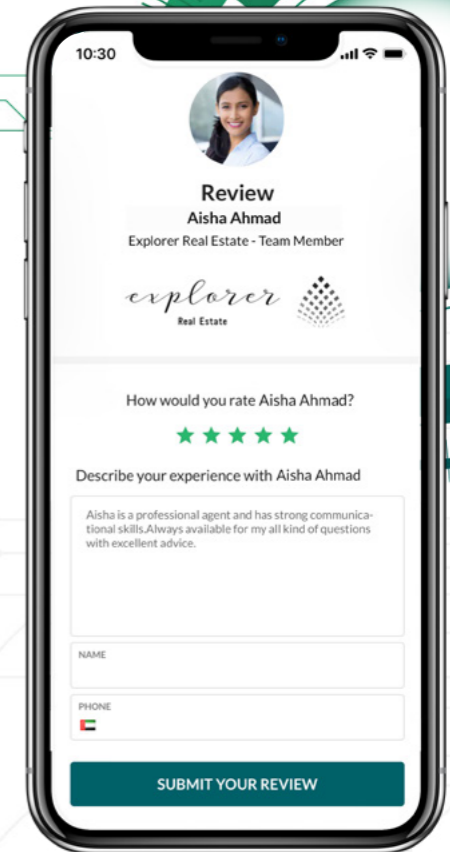 10:30
Review
Aisha Ahmad
Explorer Real Estate - Team Member
explorer
Real Estate
How would you rate Aisha Ahmad?
Describe your experience with Aisha Ahmad
Aisha is a professional agent and has strong communica-
tional skills.Always available for my all kind of questions
with excellent advice.
NAME
PHONE
SUBMIT YOUR REVIEW